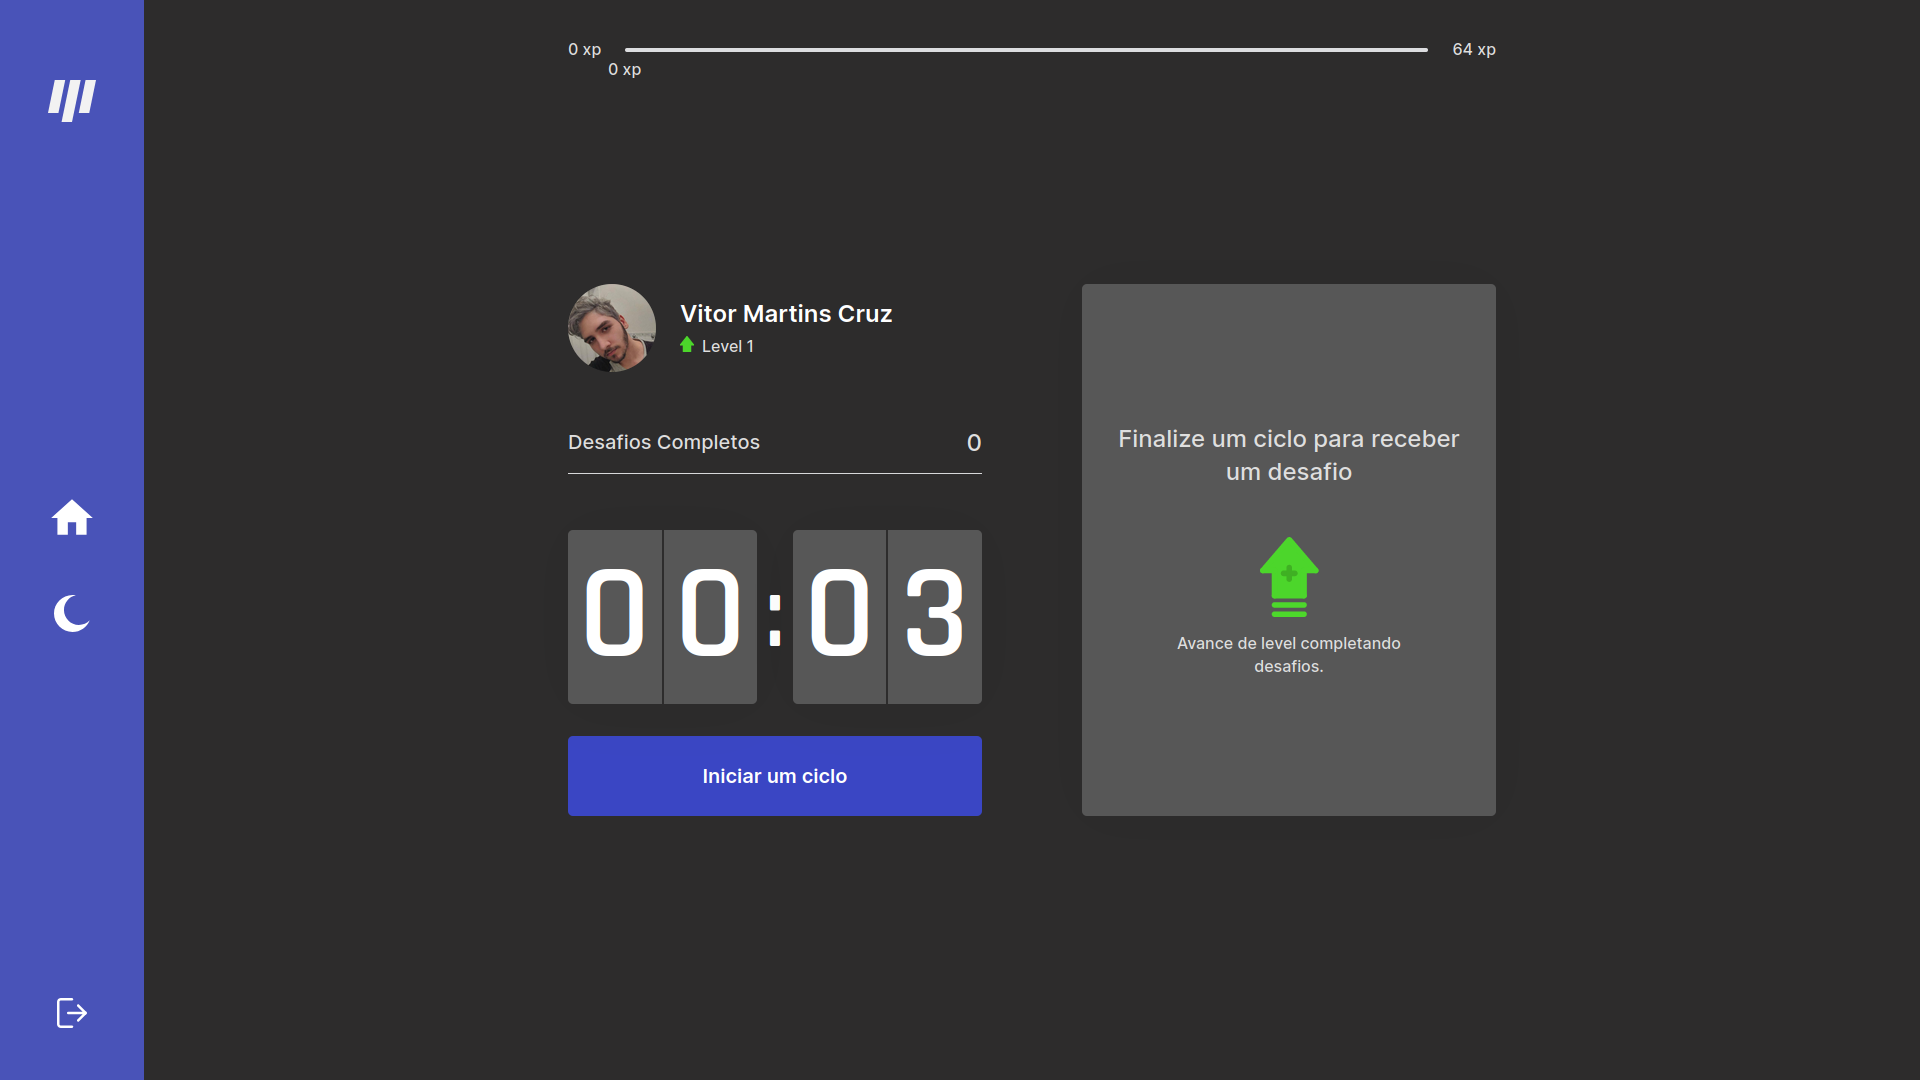 0 xp 64 xp
0 xp
Vitor Martins Cruz
Level 1
Desafios Completos 0
00:03
Iniciar um ciclo
Finalize um ciclo para receber
um desafio
Avance de level completando
desafios.